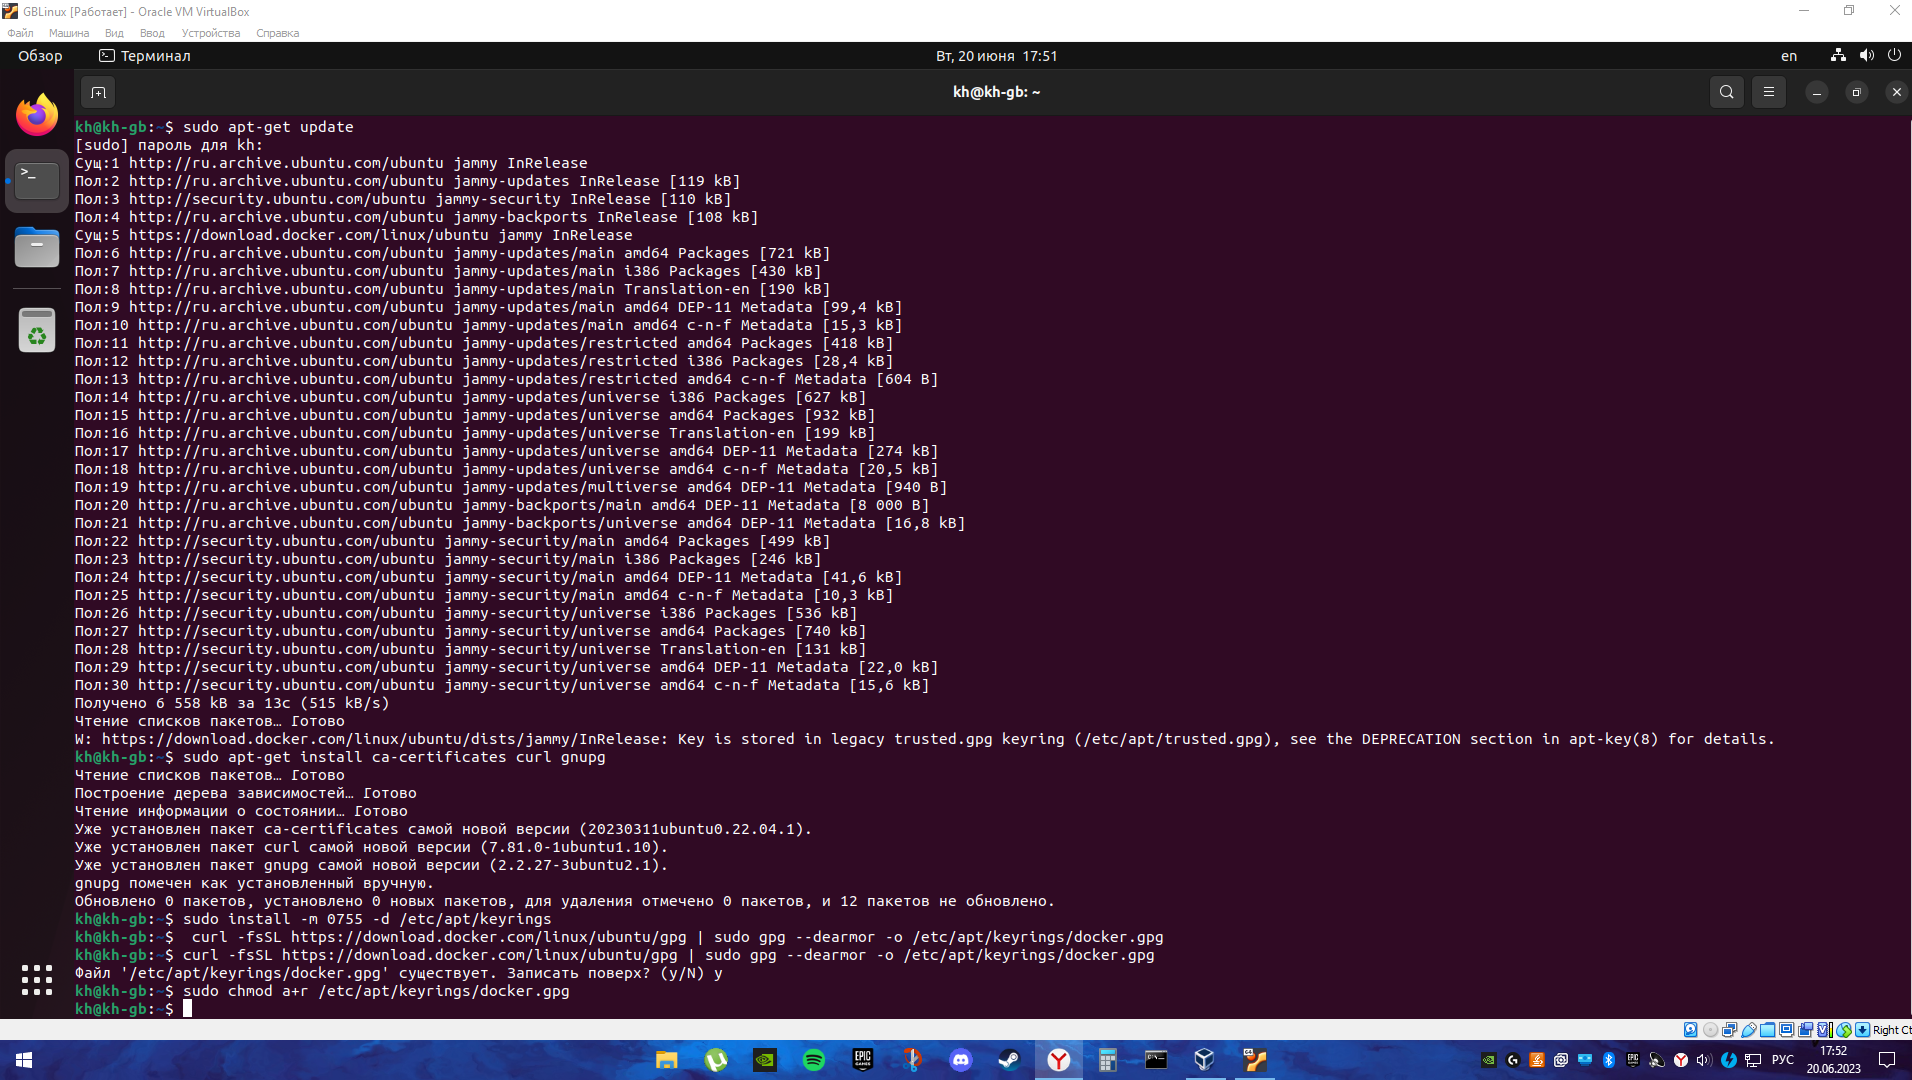 GBLinux [Работает] - Oracle VM VirtualBox
Файл Машина Вид Ввод Устройства Справка
Обзор Терминал Вт, 20 июня 17:51 en
kh@kh-gb: ~
kh@kh-gb:~$ sudo apt-get update
[sudo] пароль для kh:
Сущ:1 http://ru.archive.ubuntu.com/ubuntu jammy InRelease
Пол:2 http://ru.archive.ubuntu.com/ubuntu jammy-updates InRelease [119 kB]
Пол:3 http://security.ubuntu.com/ubuntu jammy-security InRelease [110 kB]
Пол:4 http://ru.archive.ubuntu.com/ubuntu jammy-backports InRelease [108 kB]
Сущ:5 https://download.docker.com/linux/ubuntu jammy InRelease
Пол:6 http://ru.archive.ubuntu.com/ubuntu jammy-updates/main amd64 Packages [721 kB]
Пол:7 http://ru.archive.ubuntu.com/ubuntu jammy-updates/main i386 Packages [430 kB]
Пол:8 http://ru.archive.ubuntu.com/ubuntu jammy-updates/main Translation-en [190 kB]
Пол:9 http://ru.archive.ubuntu.com/ubuntu jammy-updates/main amd64 DEP-11 Metadata [99,4 kB]
Пол:10 http://ru.archive.ubuntu.com/ubuntu jammy-updates/main amd64 c-n-f Metadata [15,3 kB]
Пол:11 http://ru.archive.ubuntu.com/ubuntu jammy-updates/restricted amd64 Packages [418 kB]
Пол:12 http://ru.archive.ubuntu.com/ubuntu jammy-updates/restricted i386 Packages [28,4 kB]
Пол:13 http://ru.archive.ubuntu.com/ubuntu jammy-updates/restricted amd64 c-n-f Metadata [604 B]
Пол:14 http://ru.archive.ubuntu.com/ubuntu jammy-updates/universe i386 Packages [627 kB]
Пол:15 http://ru.archive.ubuntu.com/ubuntu jammy-updates/universe amd64 Packages [932 kB]
Пол:16 http://ru.archive.ubuntu.com/ubuntu jammy-updates/universe Translation-en [199 kB]
Пол:17 http://ru.archive.ubuntu.com/ubuntu jammy-updates/universe amd64 DEP-11 Metadata [274 kB]
Пол:18 http://ru.archive.ubuntu.com/ubuntu jammy-updates/universe amd64 c-n-f Metadata [20,5 kB]
Пол:19 http://ru.archive.ubuntu.com/ubuntu jammy-updates/multiverse amd64 DEP-11 Metadata [940 B]
Пол:20 http://ru.archive.ubuntu.com/ubuntu jammy-backports/main amd64 DEP-11 Metadata [8 000 B]
Пол:21 http://ru.archive.ubuntu.com/ubuntu jammy-backports/universe amd64 DEP-11 Metadata [16,8 kB]
Пол:22 http://security.ubuntu.com/ubuntu jammy-security/main amd64 Packages [499 kB]
Пол:23 http://security.ubuntu.com/ubuntu jammy-security/main i386 Packages [246 kB]
Пол:24 http://security.ubuntu.com/ubuntu jammy-security/main amd64 DEP-11 Metadata [41,6 kB]
Пол:25 http://security.ubuntu.com/ubuntu jammy-security/main amd64 c-n-f Metadata [10,3 kB]
Пол:26 http://security.ubuntu.com/ubuntu jammy-security/universe i386 Packages [536 kB]
Пол:27 http://security.ubuntu.com/ubuntu jammy-security/universe amd64 Packages [740 kB]
Пол:28 http://security.ubuntu.com/ubuntu jammy-security/universe Translation-en [131 kB]
Пол:29 http://security.ubuntu.com/ubuntu jammy-security/universe amd64 DEP-11 Metadata [22,0 kB]
Пол:30 http://security.ubuntu.com/ubuntu jammy-security/universe amd64 c-n-f Metadata [15,6 kB]
Получено 6 558 kB за 13с (515 kB/s)
Чтение списков пакетов… Готово
W: https://download.docker.com/linux/ubuntu/dists/jammy/InRelease: Key is stored in legacy trusted.gpg keyring (/etc/apt/trusted.gpg), see the DEPRECATION section in apt-key(8) for details.
kh@kh-gb:~$ sudo apt-get install ca-certificates curl gnupg
Чтение списков пакетов… Готово
Построение дерева зависимостей… Готово
Чтение информации о состоянии… Готово
Уже установлен пакет ca-certificates самой новой версии (20230311ubuntu0.22.04.1).
Уже установлен пакет curl самой новой версии (7.81.0-1ubuntu1.10).
Уже установлен пакет gnupg самой новой версии (2.2.27-3ubuntu2.1).
gnupg помечен как установленный вручную.
Обновлено 0 пакетов, установлено 0 новых пакетов, для удаления отмечено 0 пакетов, и 12 пакетов не обновлено.
kh@kh-gb:~$ sudo install -m 0755 -d /etc/apt/keyrings
kh@kh-gb:~$  curl -fsSL https://download.docker.com/linux/ubuntu/gpg | sudo gpg --dearmor -o /etc/apt/keyrings/docker.gpg
kh@kh-gb:~$ curl -fsSL https://download.docker.com/linux/ubuntu/gpg | sudo gpg --dearmor -o /etc/apt/keyrings/docker.gpg
Файл '/etc/apt/keyrings/docker.gpg' существует. Записать поверх? (y/N) y
kh@kh-gb:~$ sudo chmod a+r /etc/apt/keyrings/docker.gpg
kh@kh-gb:~$
Right Ct
EPIC GAMES
РУС
17:52
20.06.2023